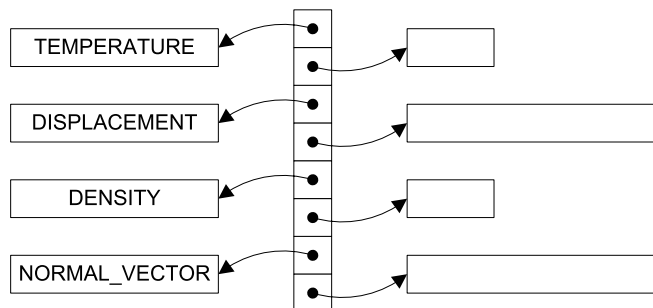 TEMPERATURE
DISPLACEMENT
DENSITY
NORMAL_VECTOR